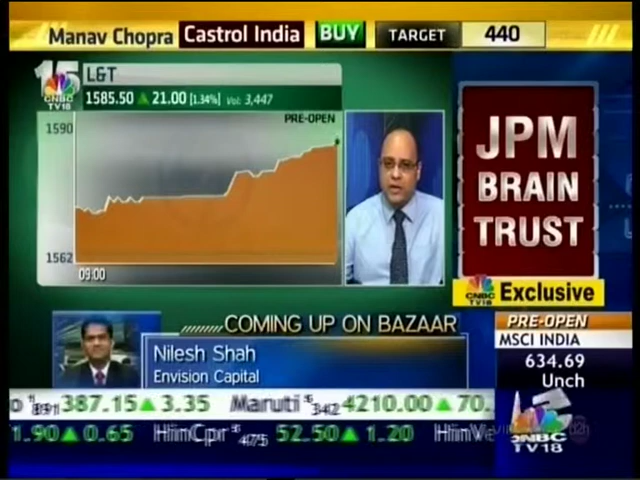 Manav Chopra Castrol India BUY TARGET 440
15
CNBC
TV18
L&T
1585.50 ▲ 21.00 [1.34%] Vol: 3,447
PRE-OPEN
1590
1562
09:00
JPM
BRAIN
TRUST
CNBC
TV18
Exclusive
COMING UP ON BAZAAR
Nilesh Shah
Envision Capital
PRE-OPEN
MSCI INDIA
634.69
Unch
387.15 ▲ 3.35 Maruti 4210.00 ▲ 70.
1.90 ▲ 0.65 HinCpr 52.50 ▲ 1.20
CNBC
TV18